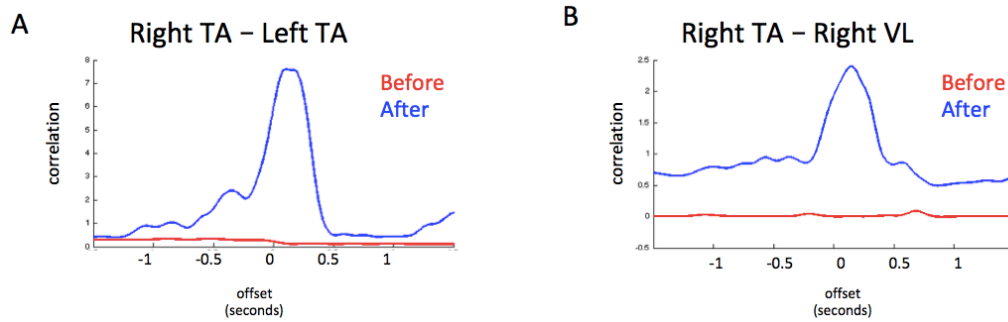 A
Right TA – Left TA
8
7
6
5
4
3
2
1
0
correlation
Before
After
-1
-0.5
0
0.5
1
offset
(seconds)
B
Right TA – Right VL
2.5
2
1.5
1
0.5
0
-0.5
correlation
Before
After
-1
-0.5
0
0.5
1
offset
(seconds)